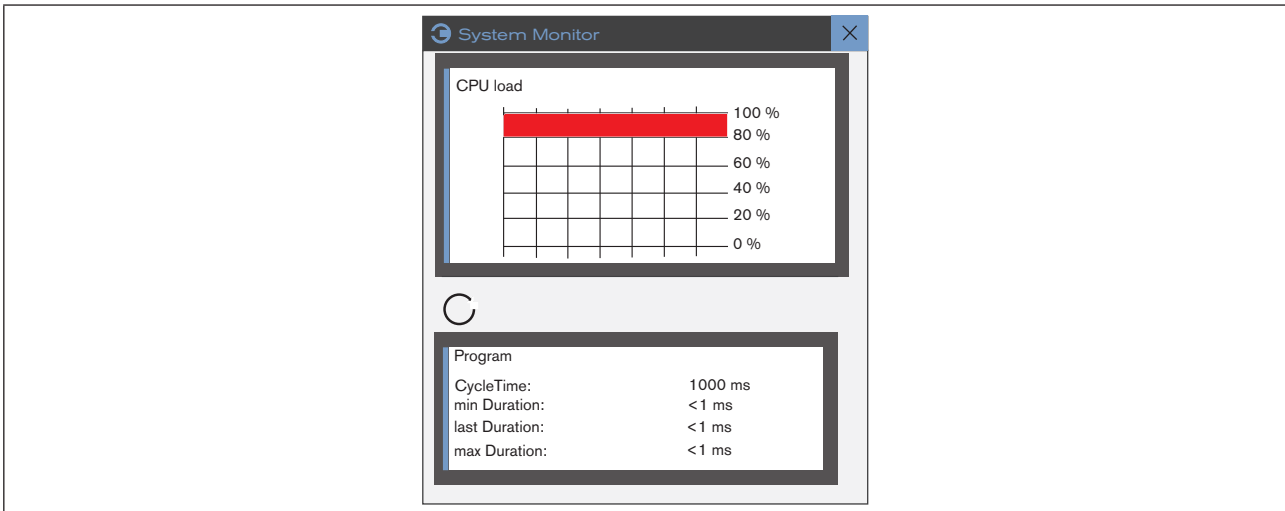 System Monitor
CPU load
100 %
80 %
60 %
40 %
20 %
0 %
Program
CycleTime: 1000 ms
min Duration: <1 ms
last Duration: <1 ms
max Duration: <1 ms